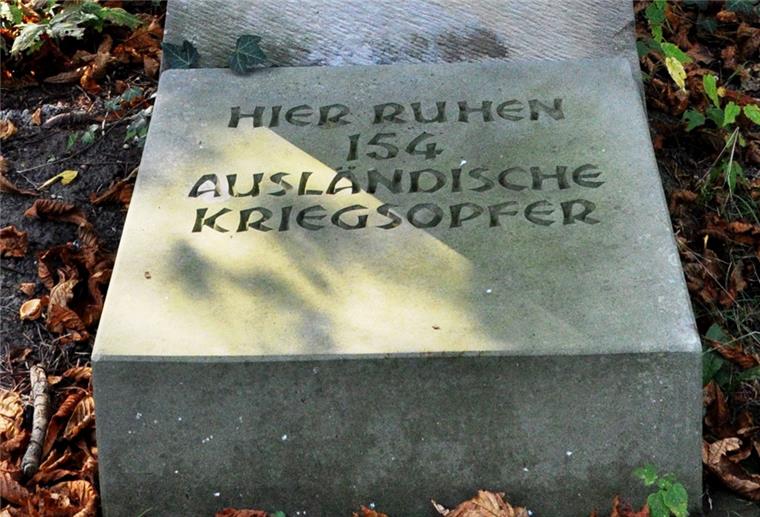 HIER RUHEN
154
AUSLÄNDISCHE
KRIEGSOPFER